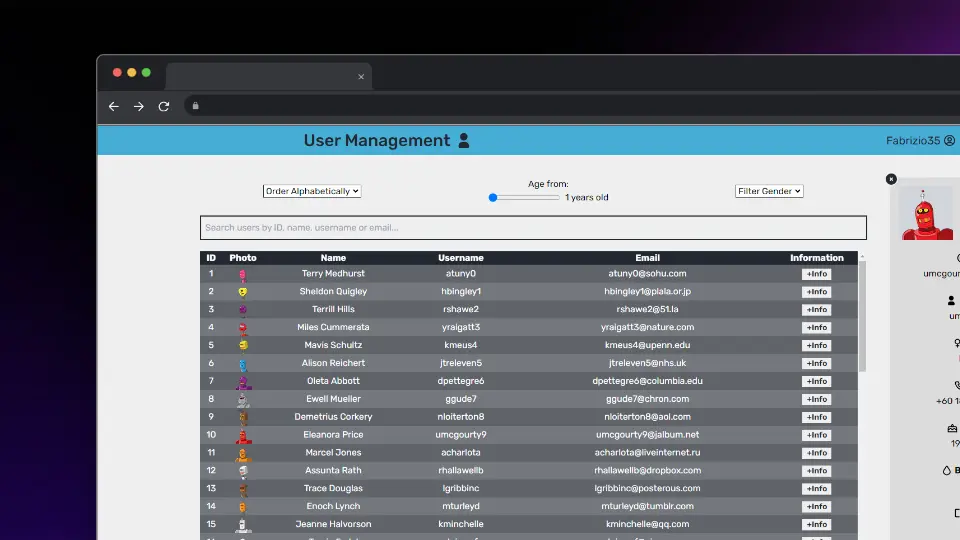 User Management
Fabrizio35
Order Alphabetically
Age from:
1 years old
Filter Gender
Search users by ID, name, username or email...
ID Photo Name Username Email Information
1 Terry Medhurst atuny0 atuny0@sohu.com +Info
2 Sheldon Quigley hbingley1 hbingley1@plala.or.jp +Info
3 Terrill Hills rshawe2 rshawe2@51.la +Info
4 Miles Cummerata yraigatt3 yraigatt3@nature.com +Info
5 Mavis Schultz kmeus4 kmeus4@upenn.edu +Info
6 Alison Reichert jtreleven5 jtreleven5@nhs.uk +Info
7 Oleta Abbott dpettegre6 dpettegre6@columbia.edu +Info
8 Ewell Mueller ggude7 ggude7@chron.com +Info
9 Demetrius Corkery nloiterton8 nloiterton8@aol.com +Info
10 Eleanora Price umcgourty9 umcgourty9@jalbum.net +Info
11 Marcel Jones acharlota acharlota@liveinternet.ru +Info
12 Assunta Rath rhallawellb rhallawellb@dropbox.com +Info
13 Trace Douglas lgribbinc lgribbinc@posterous.com +Info
14 Enoch Lynch mturleyd mturleyd@tumblr.com +Info
15 Jeanne Halvorson kminchelle kminchelle@qq.com +Info
umcgour
um
+60 1
19
B